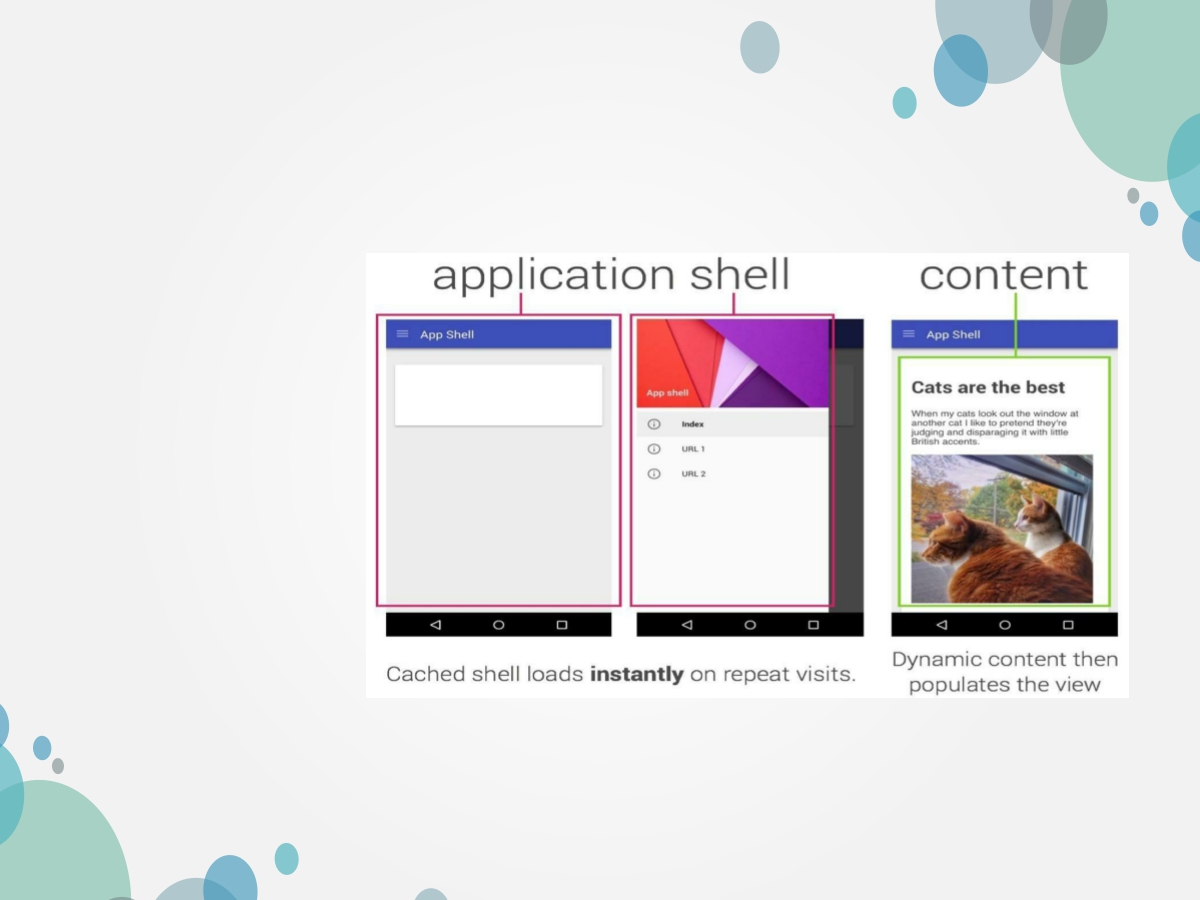 application shell
content
App Shell
App shell
Index
URL 1
URL 2
App Shell
Cats are the best
When my cats look out the window at
another cat I like to pretend they're
judging and disparaging it with little
British accents.
Cached shell loads instantly on repeat visits.
Dynamic content then
populates the view